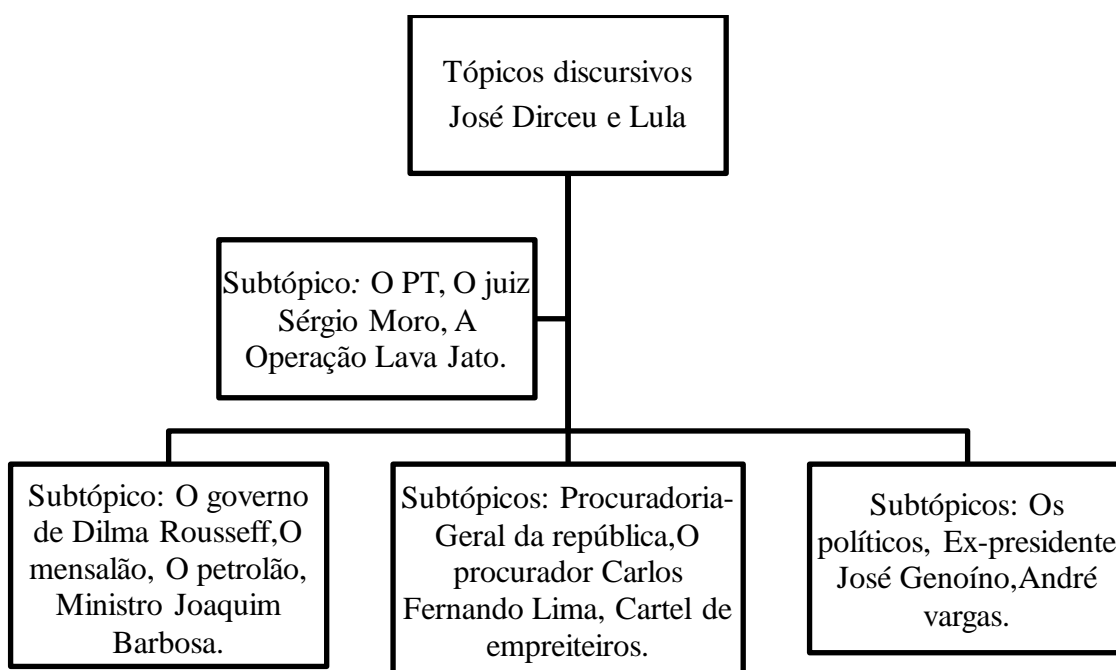 Tópicos discursivos
José Dirceu e Lula
Subtópico: O PT, O juiz
Sérgio Moro, A
Operação Lava Jato.
Subtópico: O governo
de Dilma Rousseff,O
mensalão, O petrolão,
Ministro Joaquim
Barbosa.
Subtópicos: Procuradoria-
Geral da república,O
procurador Carlos
Fernando Lima, Cartel de
empreiteiros.
Subtópicos: Os
políticos, Ex-presidente
José Genoíno,André
vargas.